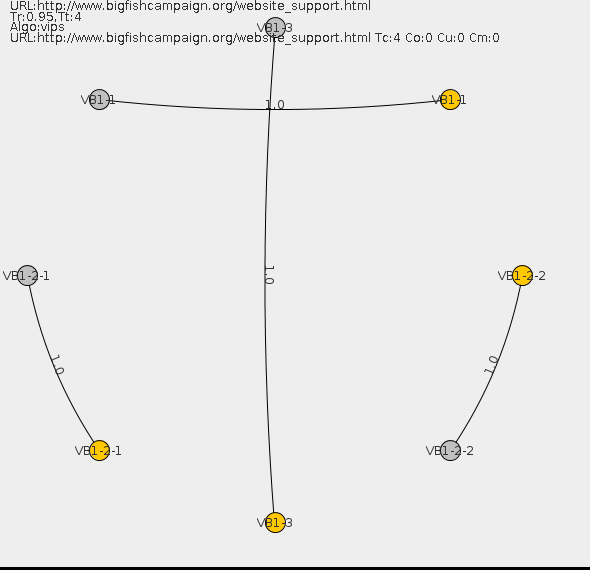 URL:http://www.bigfishcampaign.org/website_support.html
Tr:0.95,Tt:4
Algo:vips
URL:http://www.bigfishcampaign.org/website_support.html Tc:4 Co:0 Cu:0 Cm:0
VB1-3
VB1-1
VB1-1
1.0
VB1-2-1
1.0
VB1-2-2
1.0
1.0
VB1-2-1
VB1-2-2
VB1-3